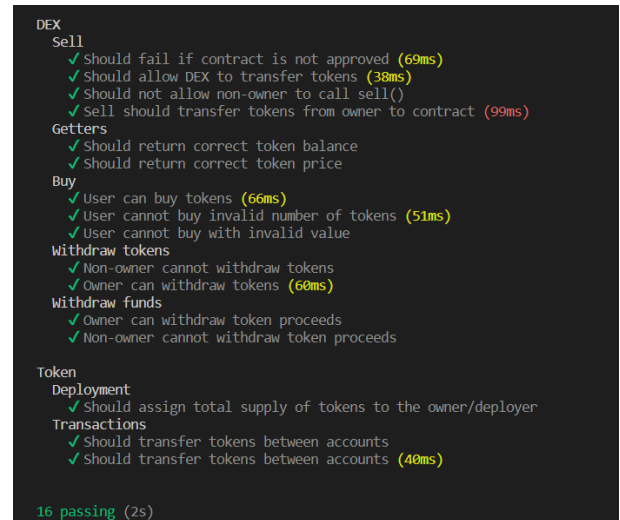 DEX
Sell
✓ Should fail if contract is not approved (69ms)
✓ Should allow DEX to transfer tokens (38ms)
✓ Should not allow non-owner to call sell()
✓ Sell should transfer tokens from owner to contract (99ms)
Getters
✓ Should return correct token balance
✓ Should return correct token price
Buy
✓ User can buy tokens (66ms)
✓ User cannot buy invalid number of tokens (51ms)
✓ User cannot buy with invalid value
Withdraw tokens
✓ Non-owner cannot withdraw tokens
✓ Owner can withdraw tokens (60ms)
Withdraw funds
✓ Owner can withdraw token proceeds
✓ Non-owner cannot withdraw token proceeds
Token
Deployment
✓ Should assign total supply of tokens to the owner/deployer
Transactions
✓ Should transfer tokens between accounts
✓ Should transfer tokens between accounts (40ms)
16 passing (2s)